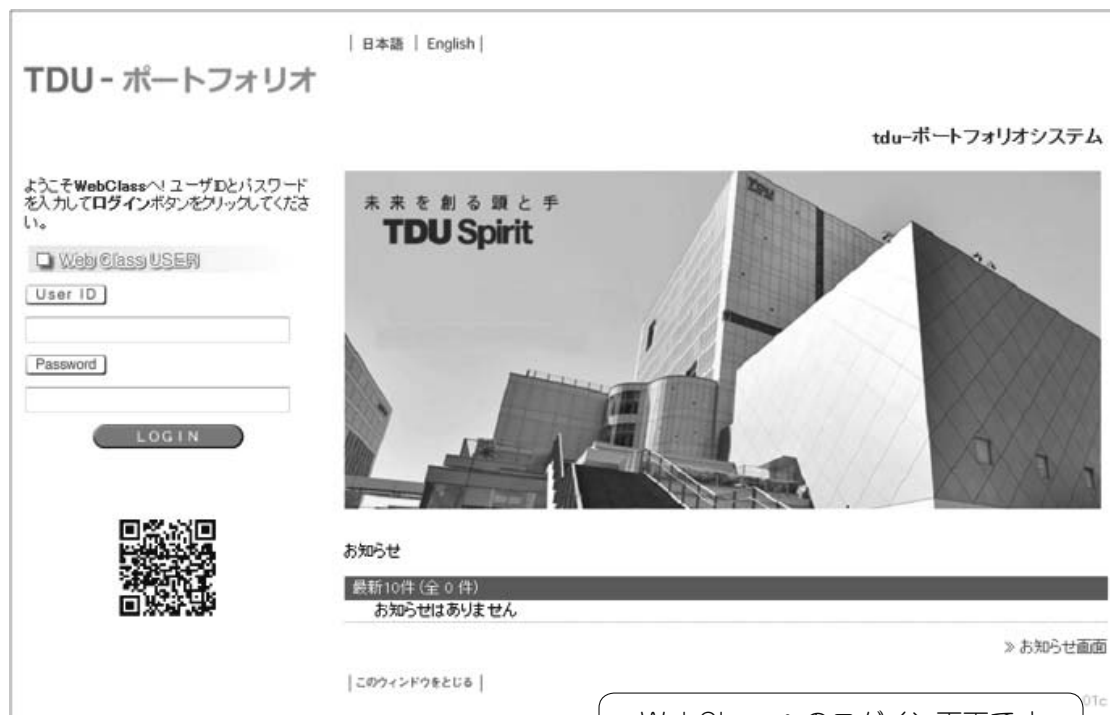 | 日本語 | English |
TDU - ポートフォリオ
tdu-ポートフォリオシステム
ようこそWebClassへ! ユーザIDとパスワード
を入力してログインボタンをクリックしてくださ
い。
Web Class USER
User ID
Password
LOGIN
未来を創る頭と手
TDU Spirit
お知らせ
最新10件 (全 0 件)
お知らせはありません
≫ お知らせ画面
| このウィンドウをとじる |
01c